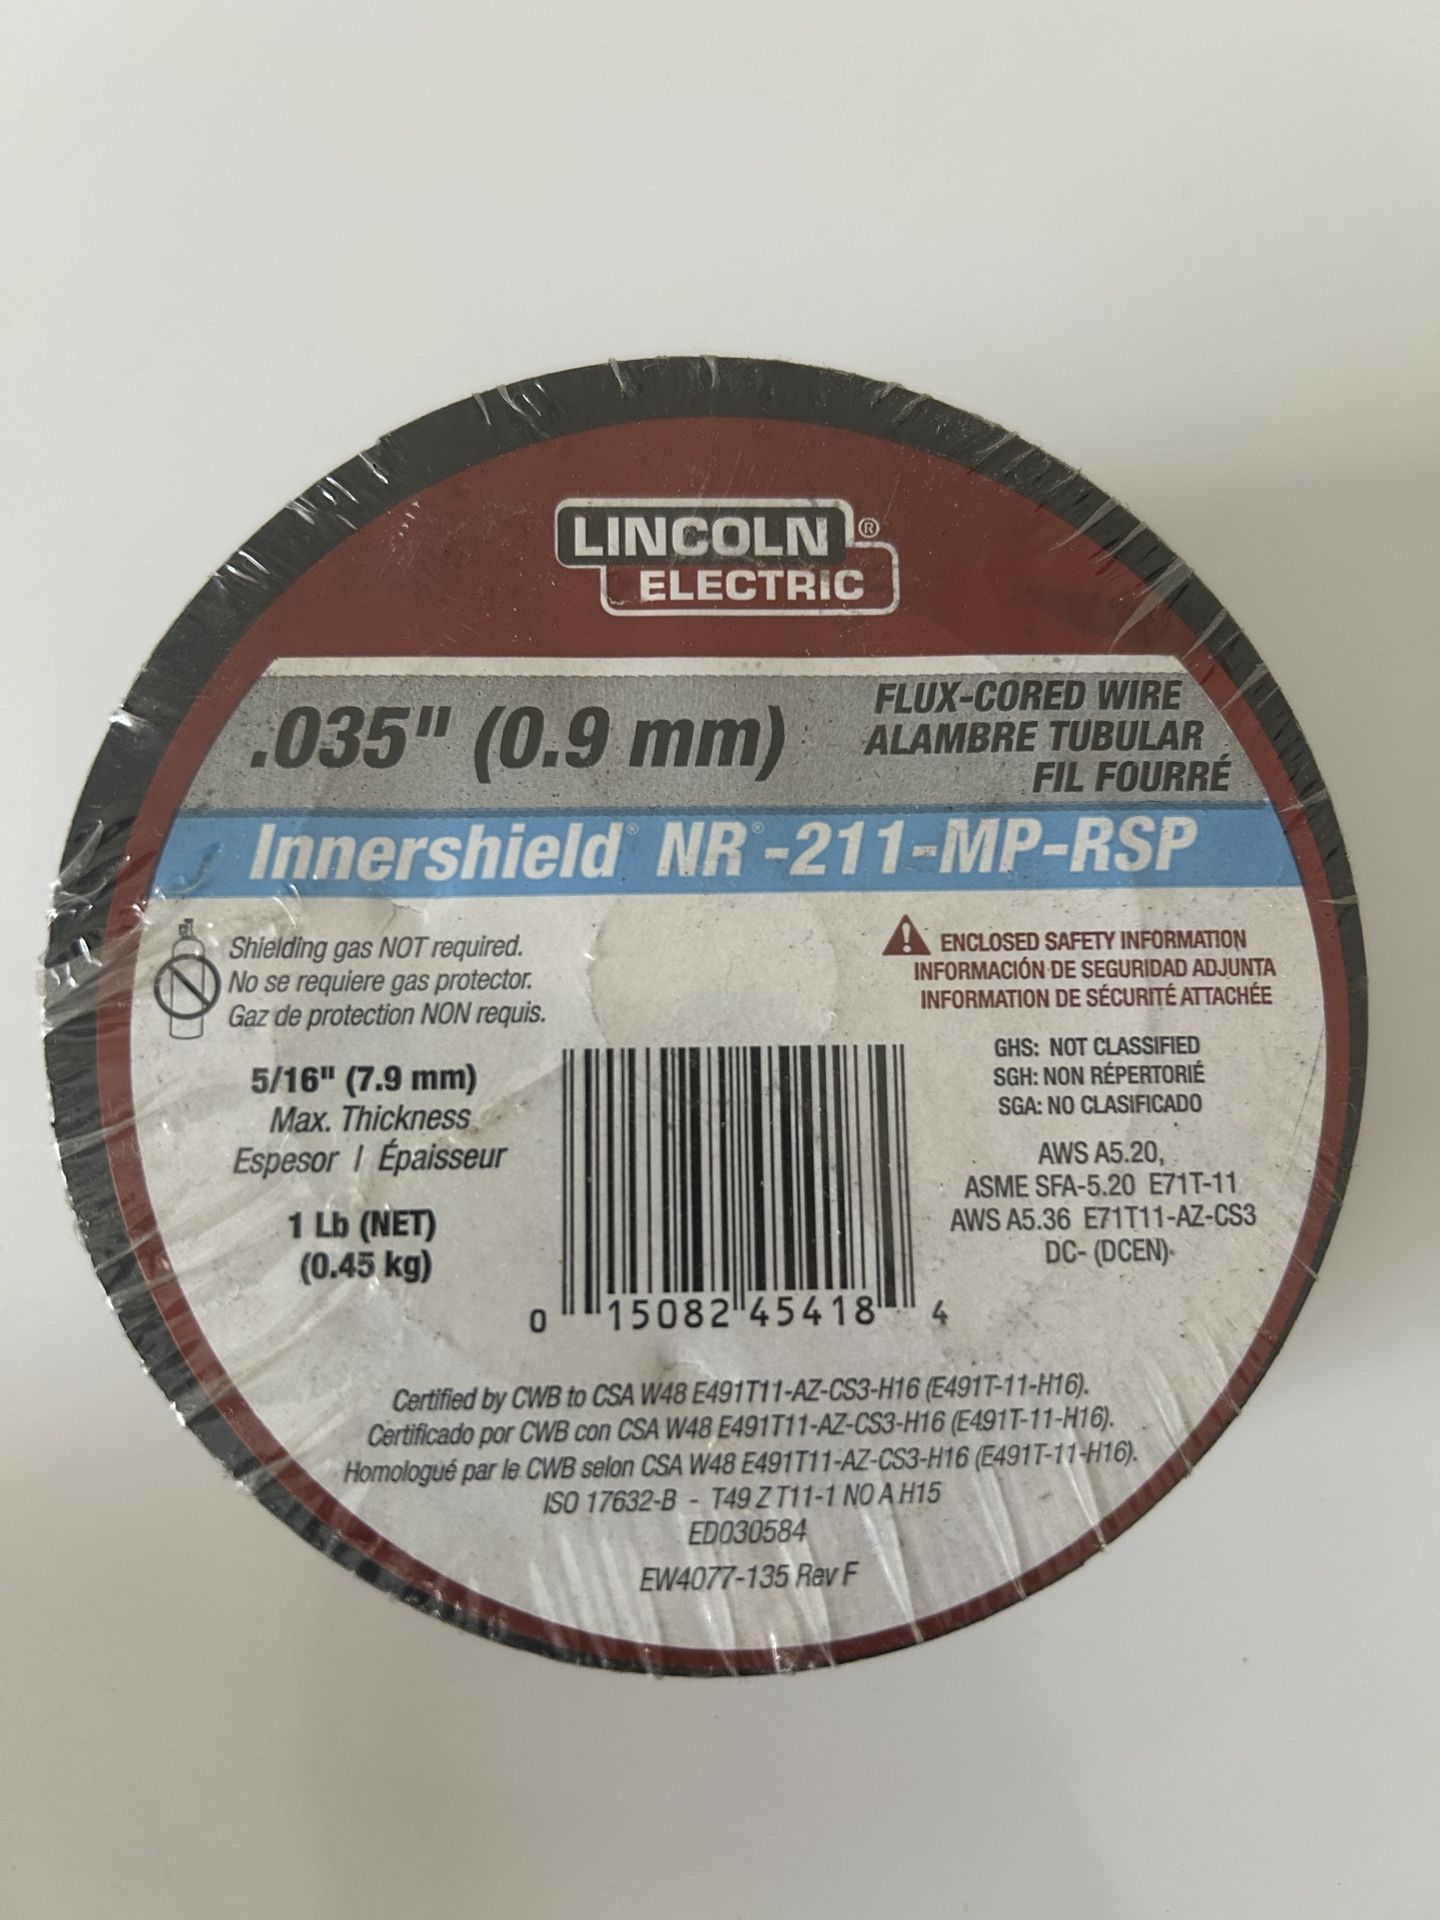 LINCOLN ®
ELECTRIC
.035" (0.9 mm)
FLUX-CORED WIRE
ALAMBRE TUBULAR
FIL FOURRÉ
Innershield® NR®-211-MP-RSP
Shielding gas NOT required.
No se requiere gas protector.
Gaz de protection NON requis.
5/16" (7.9 mm)
Max. Thickness
Espesor / Épaisseur
1 Lb (NET)
(0.45 kg)
ENCLOSED SAFETY INFORMATION
INFORMACIÓN DE SEGURIDAD ADJUNTA
INFORMATION DE SÉCURITÉ ATTACHÉE
GHS: NOT CLASSIFIED
SGH: NON RÉPERTORIÉ
SGA: NO CLASIFICADO
AWS A5.20,
ASME SFA-5.20 E71T-11
AWS A5.36 E71T11-AZ-CS3
DC- (DCEN)
0 15082 45418 4
Certified by CWB to CSA W48 E491T11-AZ-CS3-H16 (E491T-11-H16).
Certificado por CWB con CSA W48 E491T11-AZ-CS3-H16 (E491T-11-H16).
Homologué par le CWB selon CSA W48 E491T11-AZ-CS3-H16 (E491T-11-H16).
ISO 17632-B - T49 Z T11-1 NO A H15
ED030584
EW4077-135 Rev F